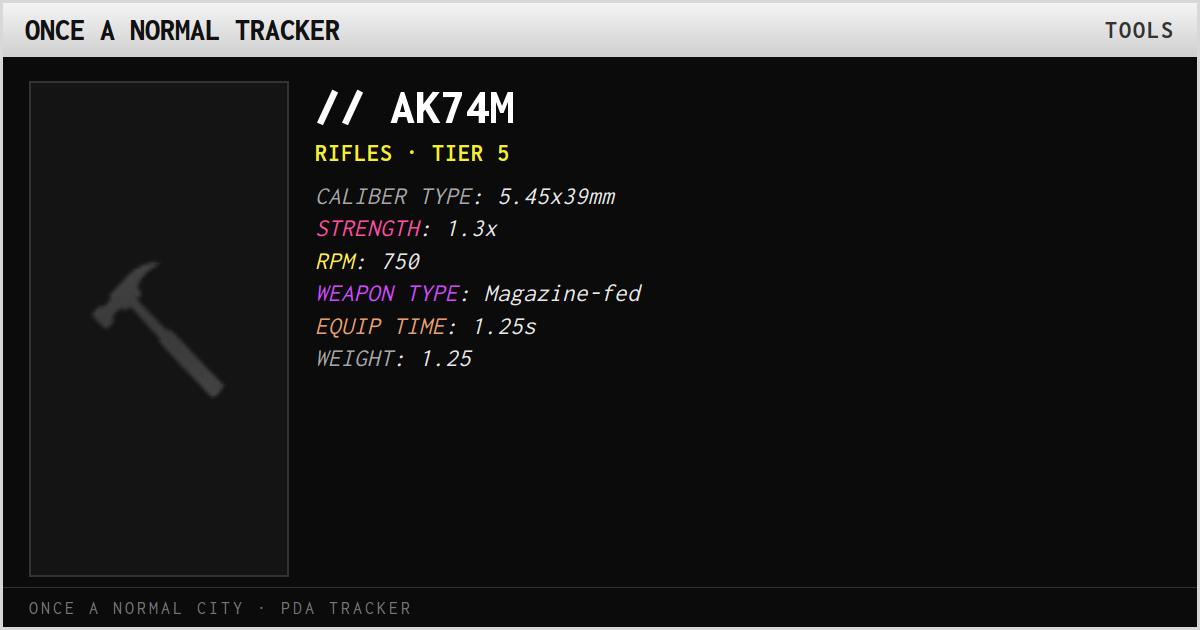 ONCE A NORMAL TRACKER
TOOLS
// AK74M
RIFLES · TIER 5
CALIBER TYPE: 5.45x39mm
STRENGTH: 1.3x
RPM: 750
WEAPON TYPE: Magazine-fed
EQUIP TIME: 1.25s
WEIGHT: 1.25
ONCE A NORMAL CITY · PDA TRACKER